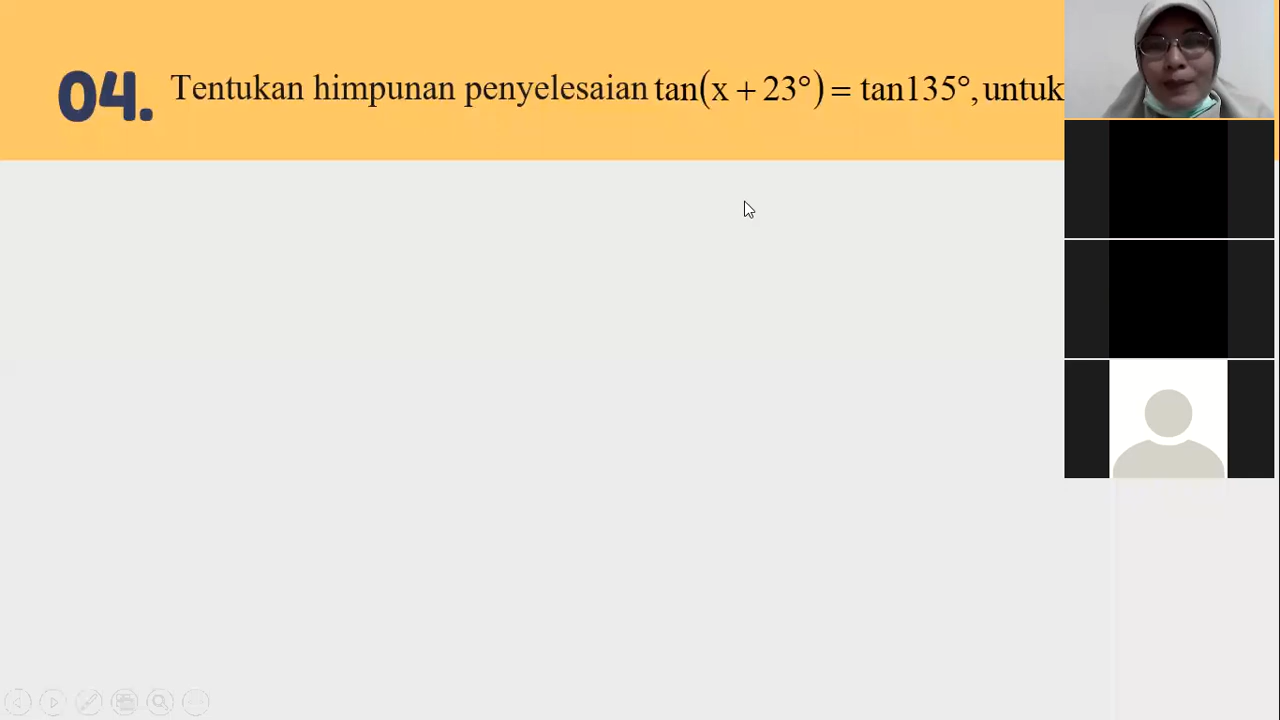 04. Tentukan himpunan penyelesaian tan(x + 23°) = tan135°, untuk